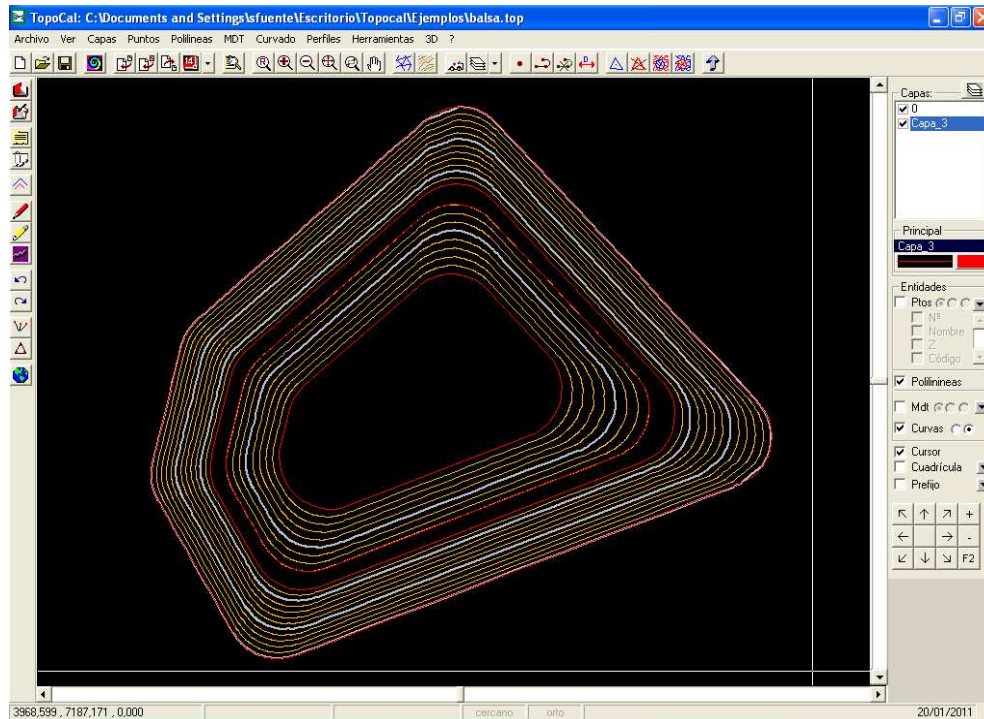 TopoCal: C:\Documents and Settings\sfuente\Escritorio\Topocal\Ejemplos\balsa.top
Archivo Ver Capas Puntos Polilineas MDT Curvado Perfiles Herramientas 3D ?
Capas:
0
Capa_3
Principal
Capa_3
Entidades
Ptos
Nº
Nombre
Z
Código
Polilineas
Mdt
Curvas
Cursor
Cuadrícula
Prefijo
+
-
F2
3968,599 , 7187,171 , 0,000
cercano
orto
20/01/2011